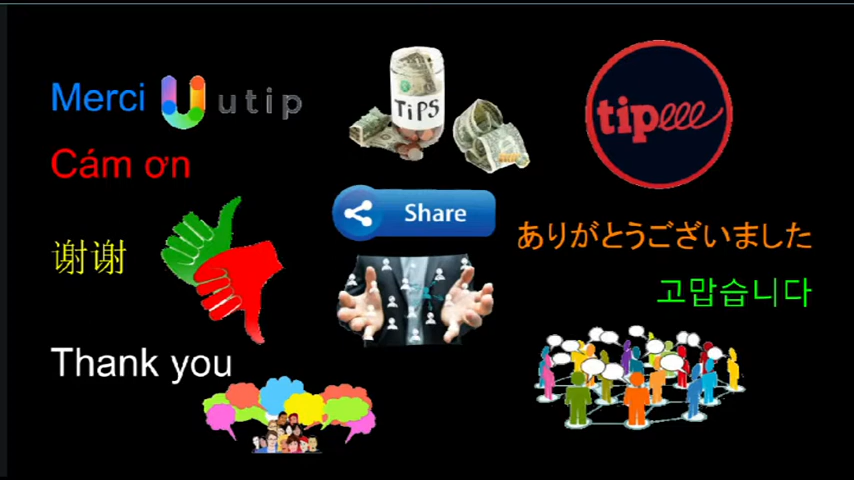 Merci
utip
TiPS
tipeee
Cám ơn
Share
谢谢
ありがとうございました
고맙습니다
Thank you